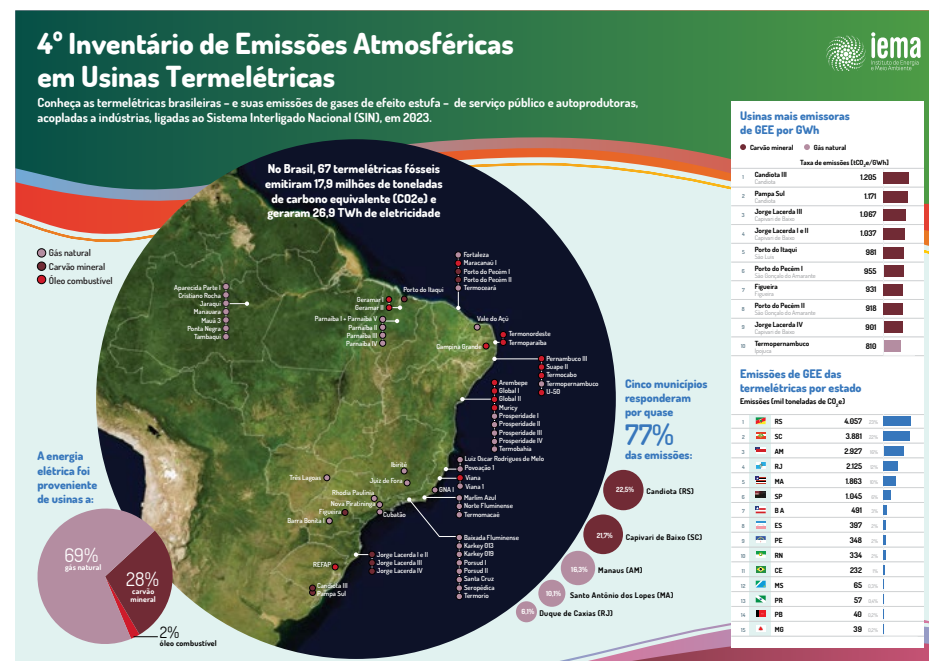 4º Inventário de Emissões Atmosféricas
em Usinas Termelétricas
Conheça as termelétricas brasileiras – e suas emissões de gases de efeito estufa – de serviço público e autoprodutoras,
acopladas a indústrias, ligadas ao Sistema Interligado Nacional (SIN), em 2023.
iema
Instituto de Energia
e Meio Ambiente
No Brasil, 67 termelétricas fósseis
emitiram 17,9 milhões de toneladas
de carbono equivalente (CO2e) e
geraram 26,9 TWh de eletricidade
Gás natural
Carvão mineral
Óleo combustível
Aparecida Parte I
Cristiano Rocha
Jaraqui
Manauara
Mauá 3
Ponta Negra
Tambaqui
Geramar I
Geramar II
Porto do Itaqui
Parnaíba I + Parnaíba V
Parnaíba II
Parnaíba III
Parnaíba IV
Fortaleza
Maracanaú I
Porto do Pecém I
Porto do Pecém II
Termoceará
Vale do Açú
Campina Grande
Termonordeste
Termoparaíba
Pernambuco III
Suape II
Termocabo
Termopernambuco
U-50
Arembepe
Global I
Global II
Muricy
Prosperidade I
Prosperidade II
Prosperidade III
Prosperidade IV
Termobahia
Luiz Oscar Rodrigues de Melo
Povoação 1
Viana
Viana 1
GNA I
Marlim Azul
Norte Fluminense
Termomacaé
Ibirité
Juiz de Fora
Três Lagoas
Rhodia Paulínia
Nova Piratininga
Figueira
Cubatão
Barra Bonita I
Baixada Fluminense
Karkey 013
Karkey 019
Porsud I
Porsud II
Santa Cruz
Seropédica
Termorio
Jorge Lacerda I e II
Jorge Lacerda III
Jorge Lacerda IV
REFAP
Candiota III
Pampa Sul
A energia
elétrica foi
proveniente
de usinas a:
69%
gás natural
28%
carvão
mineral
2%
óleo combustível
Cinco municípios
responderam
por quase
77%
das emissões:
22,5% Candiota (RS)
21,7% Capivari de Baixo (SC)
16,3% Manaus (AM)
10,1% Santo Antônio dos Lopes (MA)
6,1% Duque de Caxias (RJ)
Usinas mais emissoras
de GEE por GWh
Carvão mineral Gás natural
Taxa de emissões (tCO2e/GWh)
1 Candiota III 1.205
Candiota
2 Pampa Sul 1.171
Candiota
3 Jorge Lacerda III 1.067
Capivari de Baixo
4 Jorge Lacerda I e II 1.037
Capivari de Baixo
5 Porto do Itaqui 981
São Luís
6 Porto do Pecém I 955
São Gonçalo do Amarante
7 Figueira 931
Figueira
8 Porto do Pecém II 918
São Gonçalo do Amarante
9 Jorge Lacerda IV 901
Capivari de Baixo
10 Termopernambuco 810
Ipojuca
Emissões de GEE das
termelétricas por estado
Emissões (mil toneladas de CO2e)
1 RS 4.057 23%
2 SC 3.881 22%
3 AM 2.927 16%
4 RJ 2.125 12%
5 MA 1.863 10%
6 SP 1.045 6%
7 BA 491 3%
8 ES 397 2%
9 PE 348 2%
10 RN 334 2%
11 CE 232 1%
12 MS 65
13 PR 57
14 PB 40
15 MG 39